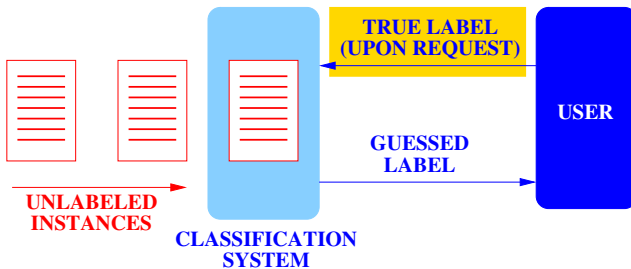 TRUE LABEL
(UPON REQUEST)
USER
GUESSED
LABEL
UNLABELED
INSTANCES
CLASSIFICATION
SYSTEM